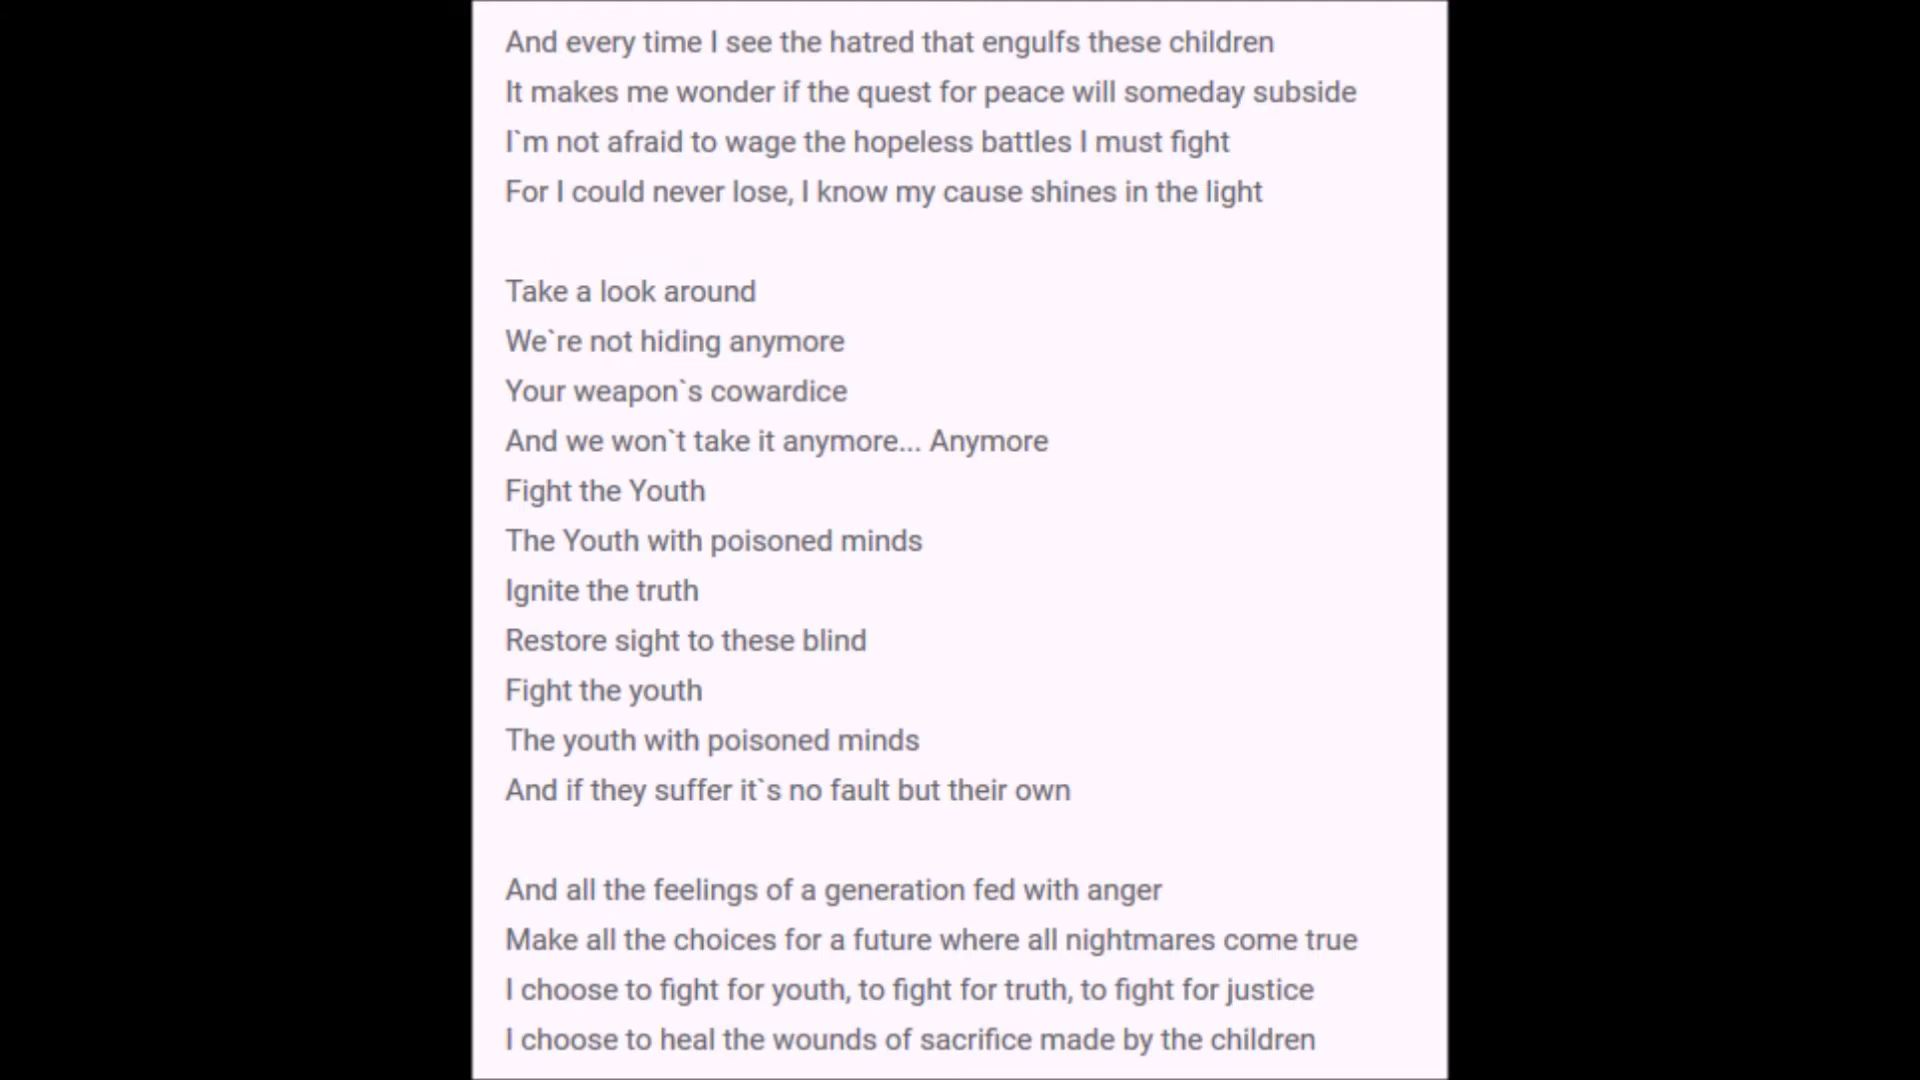 And every time I see the hatred that engulfs these children
It makes me wonder if the quest for peace will someday subside
I`m not afraid to wage the hopeless battles I must fight
For I could never lose, I know my cause shines in the light
Take a look around
We`re not hiding anymore
Your weapon`s cowardice
And we won`t take it anymore... Anymore
Fight the Youth
The Youth with poisoned minds
Ignite the truth
Restore sight to these blind
Fight the youth
The youth with poisoned minds
And if they suffer it`s no fault but their own
And all the feelings of a generation fed with anger
Make all the choices for a future where all nightmares come true
I choose to fight for youth, to fight for truth, to fight for justice
I choose to heal the wounds of sacrifice made by the children